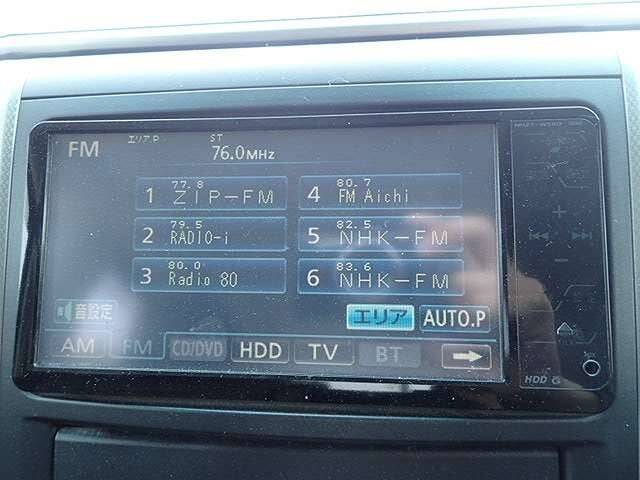 FM エリアP ST
76.0MHz
77.8
1 ZIP-FM
80.7
4 FM Aichi
79.5
2 RADIO-i
82.5
5 NHK-FM
80.0
3 Radio 80
83.6
6 NHK-FM
音設定 エリア AUTO.P
AM FM CD/DVD HDD TV BT
HDD